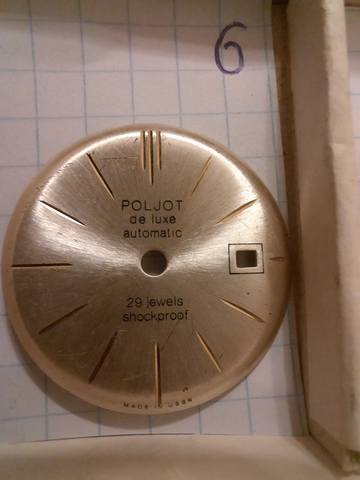 6
POLJOT
de luxe
automatic
29 jewels
shockproof
MADE IN USSR